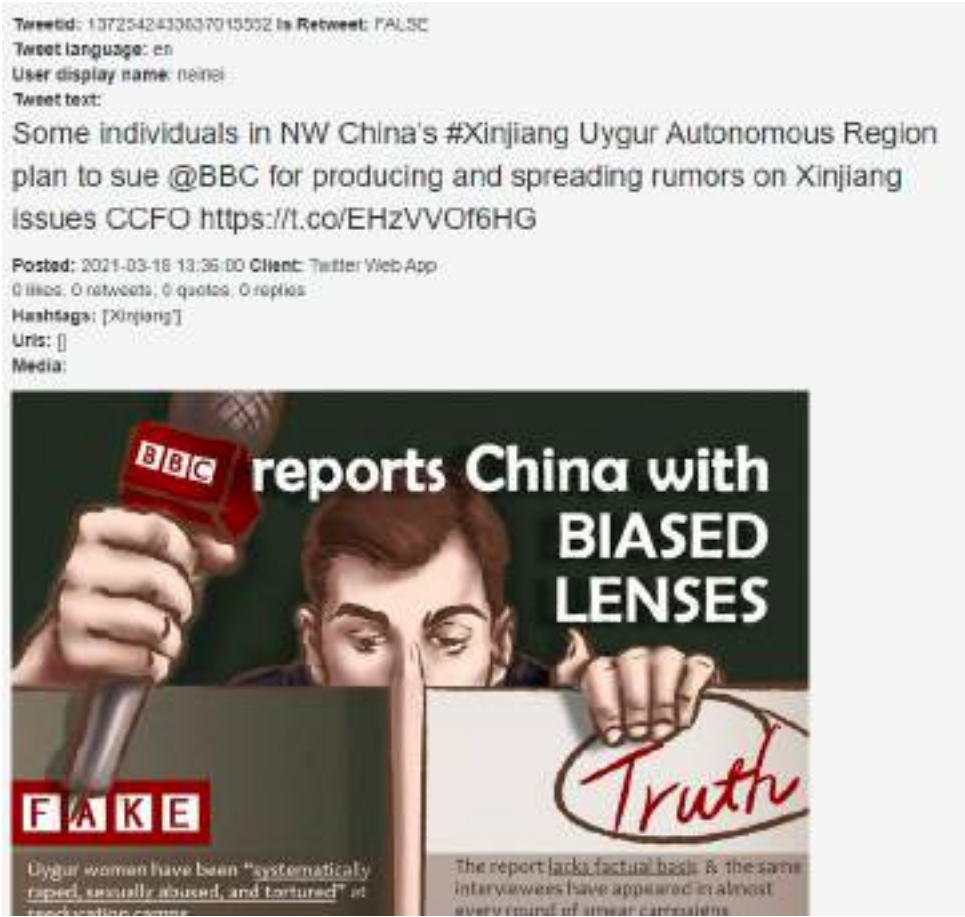 Tweetid: 1372542433637015552 Is Retweet: FALSE
Tweet language: en
User display name: neinei
Tweet text:
Some individuals in NW China's #Xinjiang Uygur Autonomous Region
plan to sue @BBC for producing and spreading rumors on Xinjiang
issues CCFO https://t.co/EHzVVOf6HG
Posted: 2021-03-18 13:36:00 Client: Twitter Web App
0 likes, 0 retweets, 0 quotes, 0 replies
Hashtags: ['Xinjiang']
Urls: []
Media:
BBC reports China with
BIASED
LENSES
Truth
FAKE
Uygur women have been "systematically
raped, sexually abused, and tortured" at
reeducation camps
The report lacks factual basis & the same
interviewees have appeared in almost
every round of smear campaigns